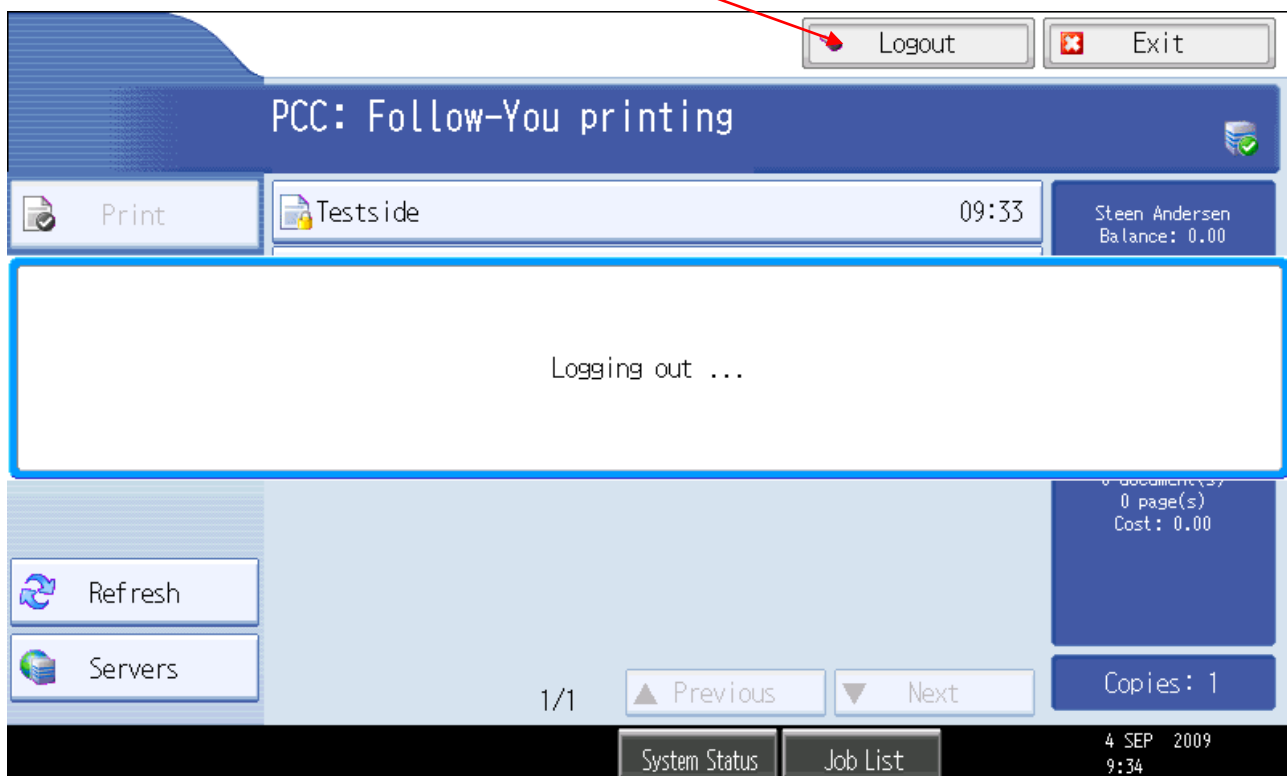 Logout
Exit
PCC: Follow-You printing
Print
Testside
09:33
Steen Andersen
Balance: 0.00
Logging out ...
0 document(s)
0 page(s)
Cost: 0.00
Refresh
Servers
1/1
▲ Previous
▼ Next
Copies: 1
System Status
Job List
4 SEP 2009
9:34